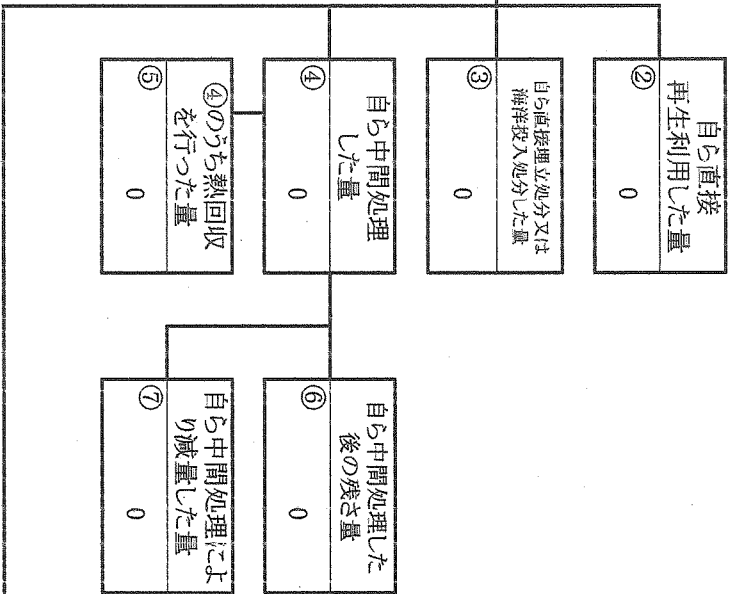 自ら直接
再生利用した量
②
0
自ら直接埋立処分又は
海洋投入処分した量
③
0
自ら中間処理
した量
④
0
④のうち熱回収
を行った量
⑤
0
自ら中間処理した
後の残さ量
⑥
0
自ら中間処理によ
り減量した量
⑦
0